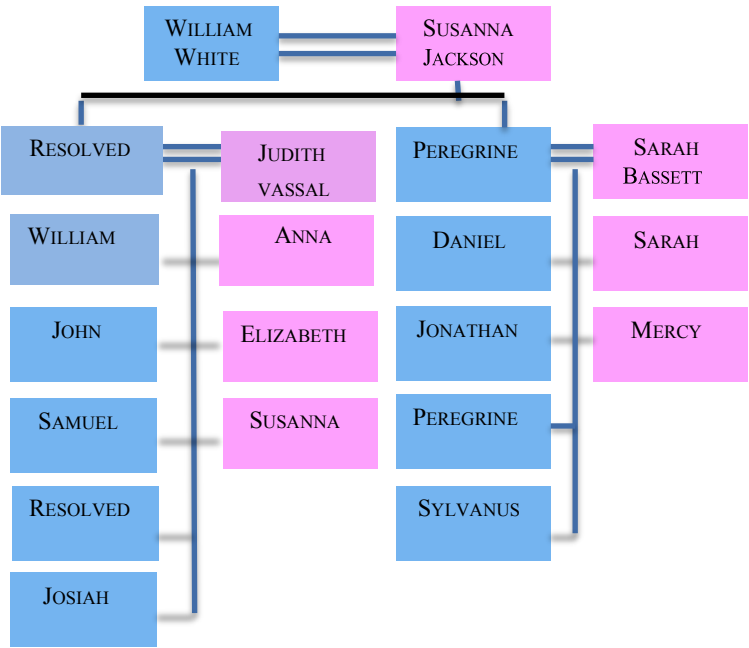 WILLIAM
WHITE
SUSANNA
JACKSON
RESOLVED
JUDITH
VASSAL
PEREGRINE
SARAH
BASSETT
WILLIAM
ANNA
DANIEL
SARAH
JOHN
ELIZABETH
JONATHAN
MERCY
SAMUEL
SUSANNA
PEREGRINE
RESOLVED
SYLVANUS
JOSIAH